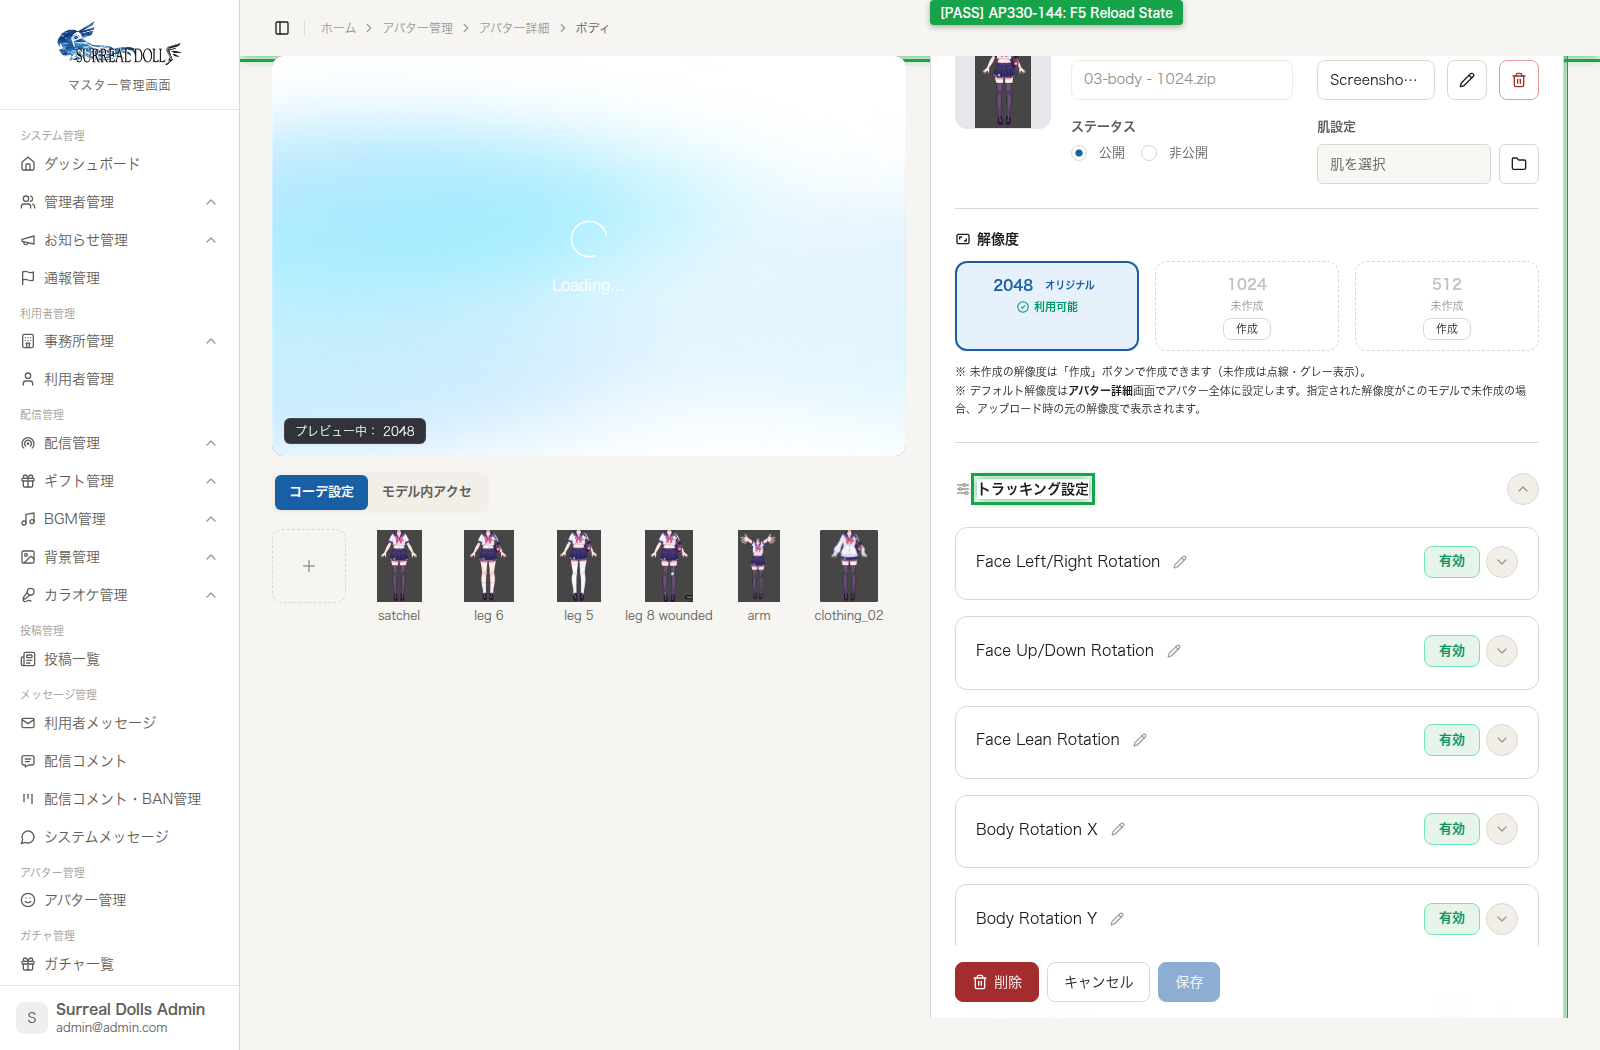 SURREAL DOLL
マスター管理画面
システム管理
ダッシュボード
管理者管理
お知らせ管理
通報管理
利用者管理
事務所管理
利用者管理
配信管理
配信管理
ギフト管理
BGM管理
背景管理
カラオケ管理
投稿管理
投稿一覧
メッセージ管理
利用者メッセージ
配信コメント
配信コメント・BAN管理
システムメッセージ
アバター管理
アバター管理
ガチャ管理
ガチャ一覧
S
Surreal Dolls Admin
admin@admin.com
ホーム > アバター管理 > アバター詳細 > ボディ
[PASS] AP330-144: F5 Reload State
Loading...
プレビュー中： 2048
コーデ設定 モデル内アクセ
satchel
leg 6
leg 5
leg 8 wounded
arm
clothing_02
03-body - 1024.zip
Screensho…
ステータス
公開 非公開
肌設定
肌を選択
解像度
2048 オリジナル
利用可能
1024
未作成
作成
512
未作成
作成
※ 未作成の解像度は「作成」ボタンで作成できます（未作成は点線・グレー表示）。
※ デフォルト解像度はアバター詳細画面でアバター全体に設定します。指定された解像度がこのモデルで未作成の場
合、アップロード時の元の解像度で表示されます。
トラッキング設定
Face Left/Right Rotation 有効
Face Up/Down Rotation 有効
Face Lean Rotation 有効
Body Rotation X 有効
Body Rotation Y 有効
削除 キャンセル 保存